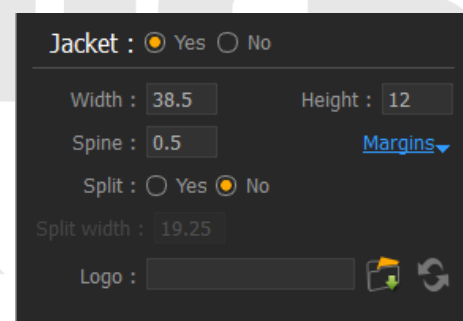 Jacket : Yes No
Width : 38.5 Height : 12
Spine : 0.5 Margins
Split : Yes No
Split width : 19.25
Logo :